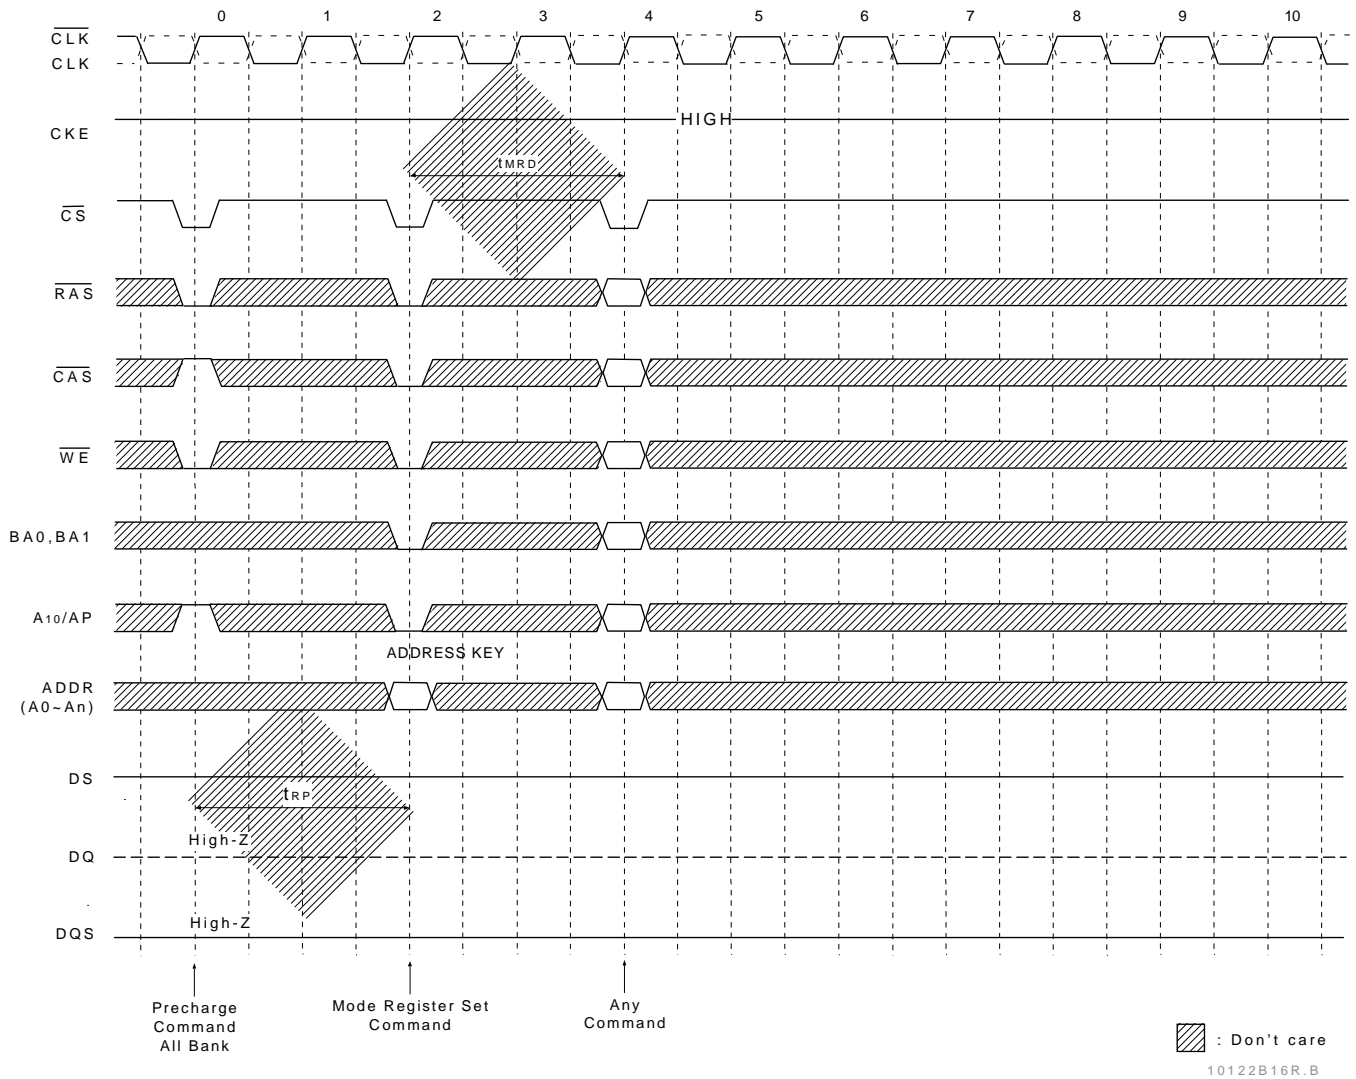 0 1 2 3 4 5 6 7 8 9 10
CLK
CLK
HIGH
CKE
tMRD
CS
RAS
CAS
WE
BA0,BA1
A10/AP
ADDRESS KEY
ADDR
(A0~An)
DS
tRP
High-Z
DQ
High-Z
DQS
Precharge
Command
All Bank
Mode Register Set
Command
Any
Command
: Don't care
10122B16R.B